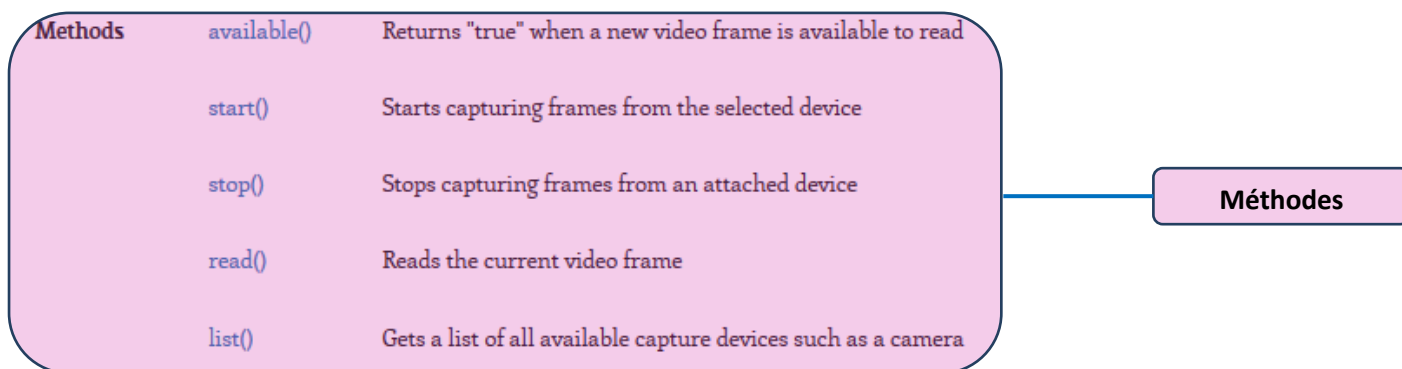 Methods available() Returns "true" when a new video frame is available to read
start() Starts capturing frames from the selected device
stop() Stops capturing frames from an attached device
Méthodes
read() Reads the current video frame
list() Gets a list of all available capture devices such as a camera